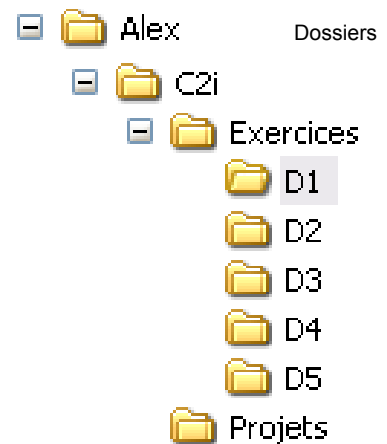 Alex Dossiers
C2i
Exercices
D1
D2
D3
D4
D5
Projets